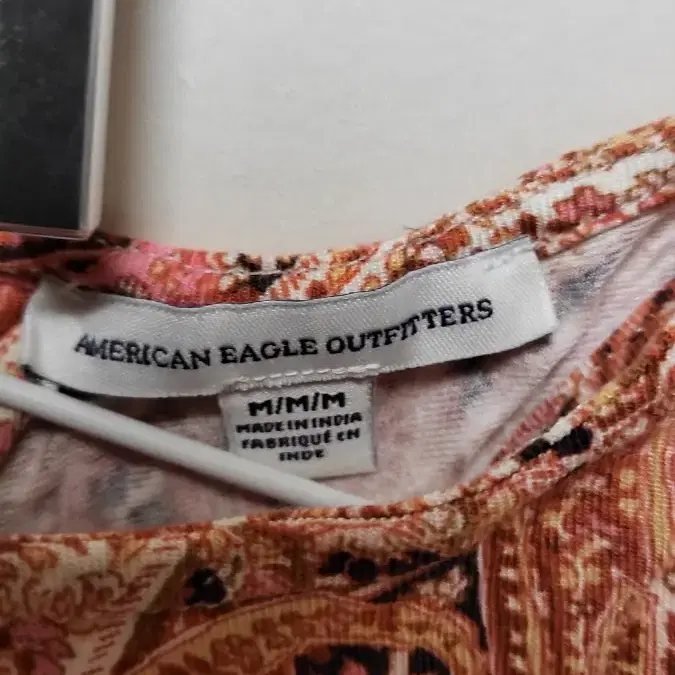 AMERICAN EAGLE OUTFITTERS
M/M/M
MADE IN INDIA
FABRIQUÉ EN
INDE